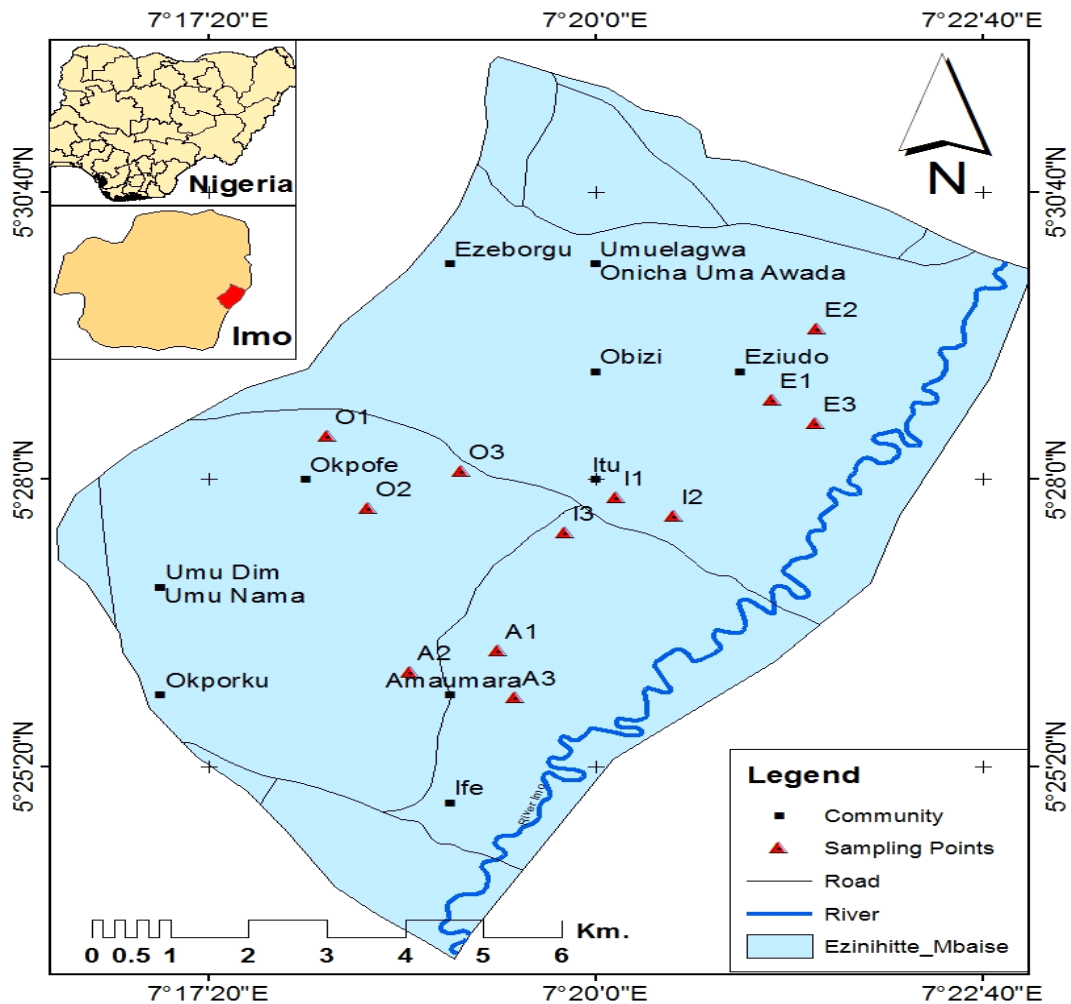 7°17'20"E
7°20'0"E
7°22'40"E
Nigeria
Imo
N
5°30'40"N
5°30'40"N
Ezeborgu
Umuelagwa
Onicha Uma Awada
E2
Obizi
Eziudo
E1
E3
O1
O3
Okpofe
Itu
5°28'0"N
5°28'0"N
I1
O2
I2
I3
Umu Dim
Umu Nama
A1
A2
Okporku
Amaumara
A3
5°25'20"N
5°25'20"N
Ife
River Imo
Legend
Community
Sampling Points
Road
River
Ezinihitte_Mbaise
Km.
0 0.5 1 2 3 4 5 6
7°17'20"E
7°20'0"E
7°22'40"E